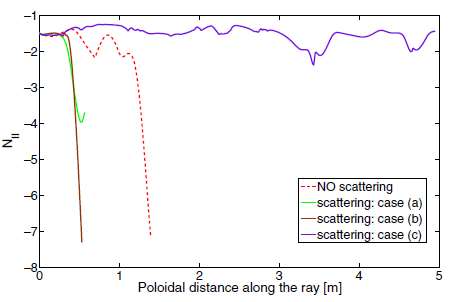 −1
−2
−3
−4
−5
−6
−7
−8
N||
0 1 2 3 4 5
Poloidal distance along the ray [m]
NO scattering
scattering: case (a)
scattering: case (b)
scattering: case (c)